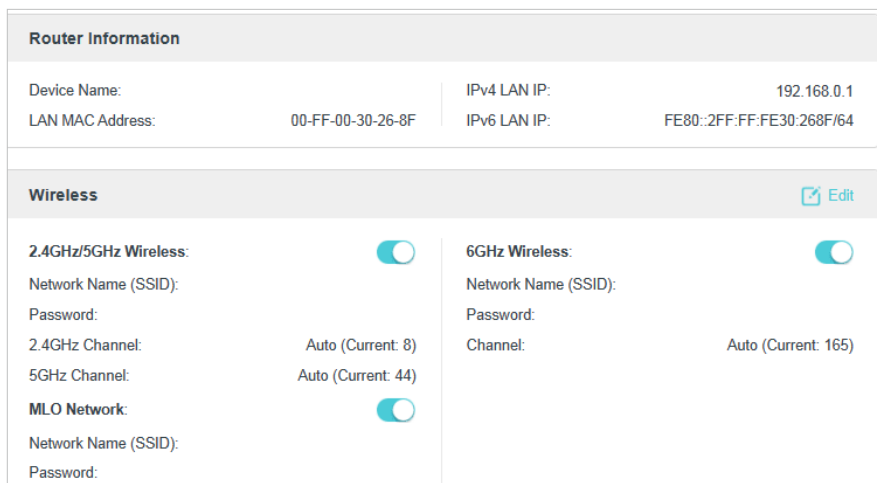 Router Information
Device Name:
LAN MAC Address: 00-FF-00-30-26-8F
IPv4 LAN IP: 192.168.0.1
IPv6 LAN IP: FE80::2FF:FF:FE30:268F/64
Wireless
Edit
2.4GHz/5GHz Wireless:
Network Name (SSID):
Password:
2.4GHz Channel: Auto (Current: 8)
5GHz Channel: Auto (Current: 44)
MLO Network:
Network Name (SSID):
Password:
6GHz Wireless:
Network Name (SSID):
Password:
Channel: Auto (Current: 165)